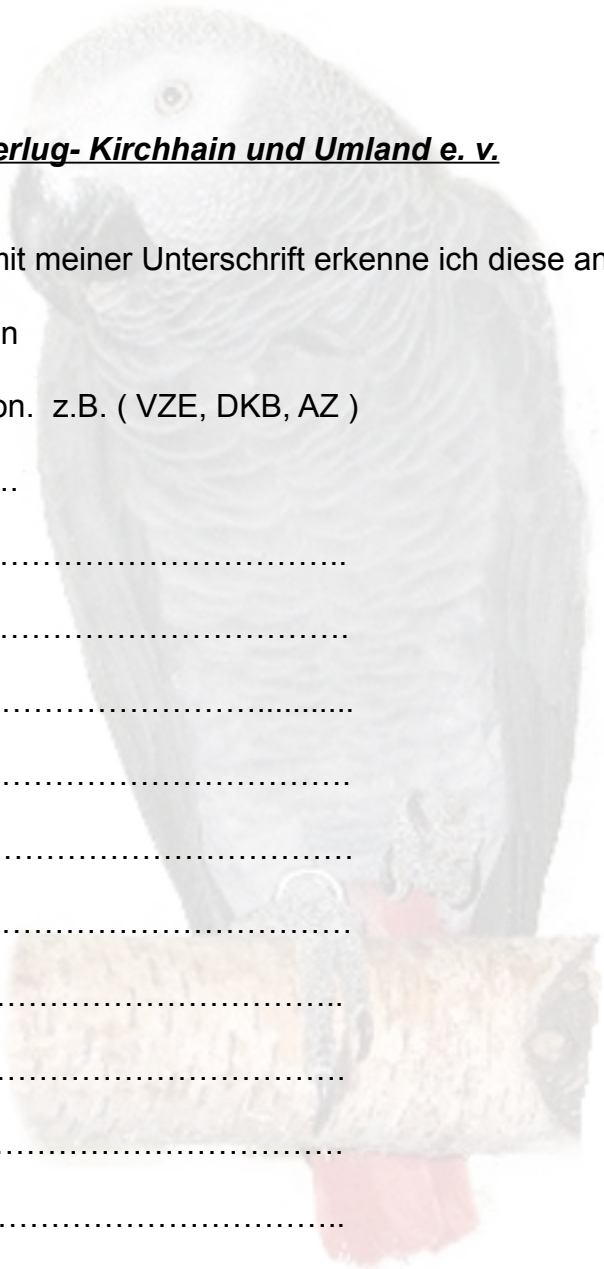 erlug- Kirchhain und Umland e. v.
mit meiner Unterschrift erkenne ich diese an
n
on.  z.B. ( VZE, DKB, AZ )
..
…………………………..
………………………….
……………………...........
………………………….
………………………….
………………………….
………………………….
………………………….
………………………….
…………………………..